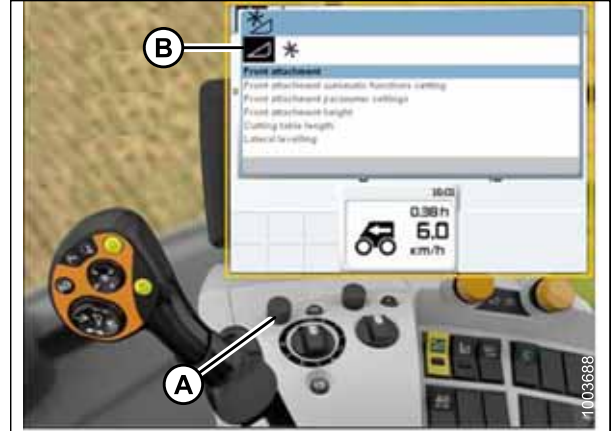 B
Front attachment
Front attachment automatic functions setting
Front attachment parameter settings
Front attachment height
Cutting table length
Lateral levelling
0.38 h
6.0
km/h
A
1003688